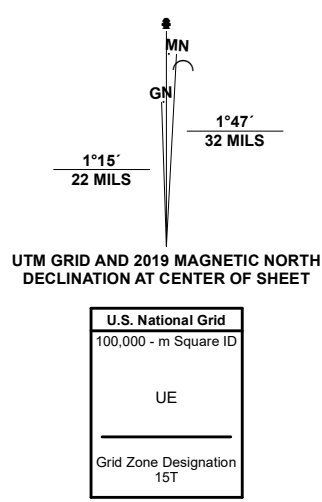 MN
GN
1°47´
32 MILS
1°15´
22 MILS
UTM GRID AND 2019 MAGNETIC NORTH
DECLINATION AT CENTER OF SHEET
U.S. National Grid
100,000 - m Square ID
UE
Grid Zone Designation
15T